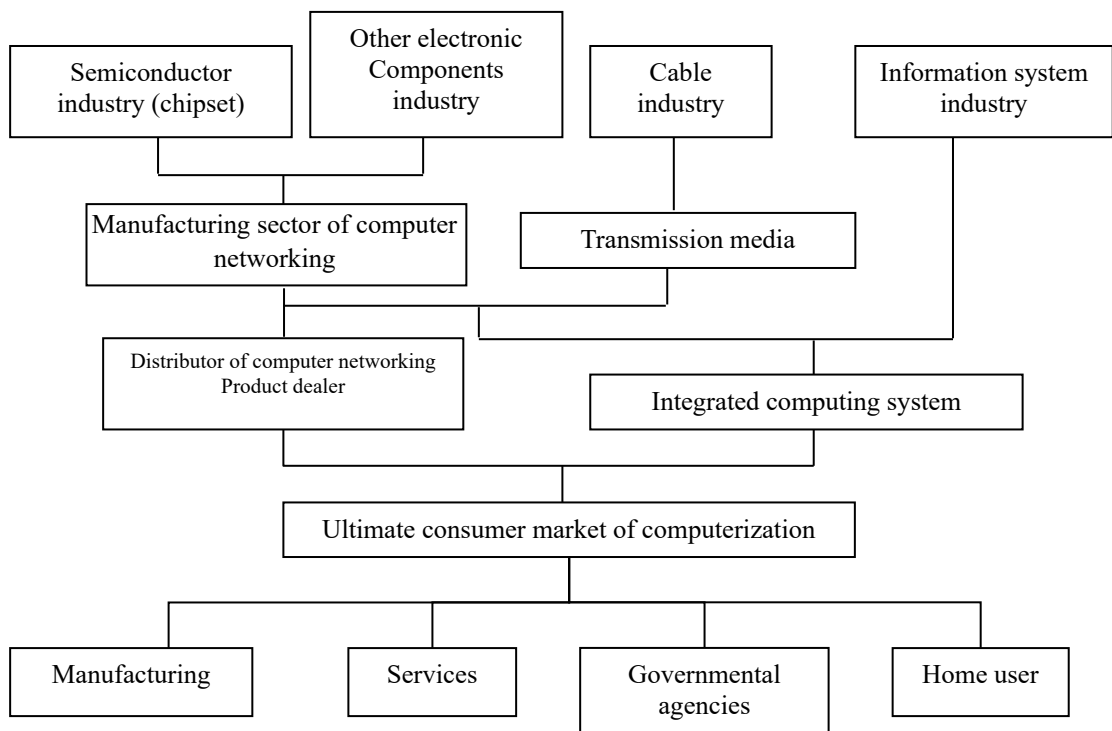 Semiconductor
industry (chipset)
Other electronic
Components
industry
Cable
industry
Information system
industry
Manufacturing sector of computer
networking
Transmission media
Distributor of computer networking
Product dealer
Integrated computing system
Ultimate consumer market of computerization
Manufacturing
Services
Governmental
agencies
Home user